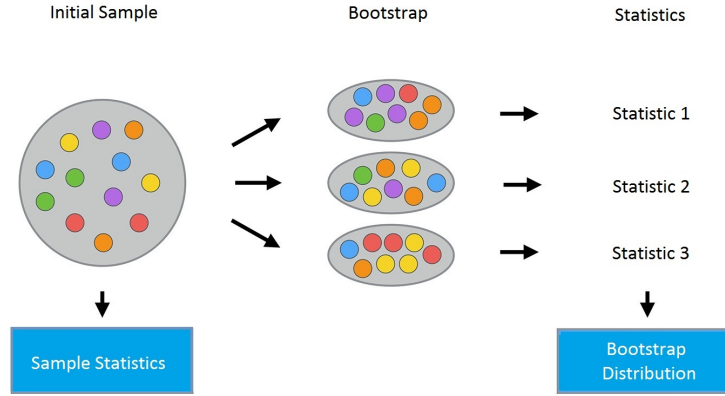 Initial Sample
Bootstrap
Statistics
Statistic 1
Statistic 2
Statistic 3
Sample Statistics
Bootstrap
Distribution